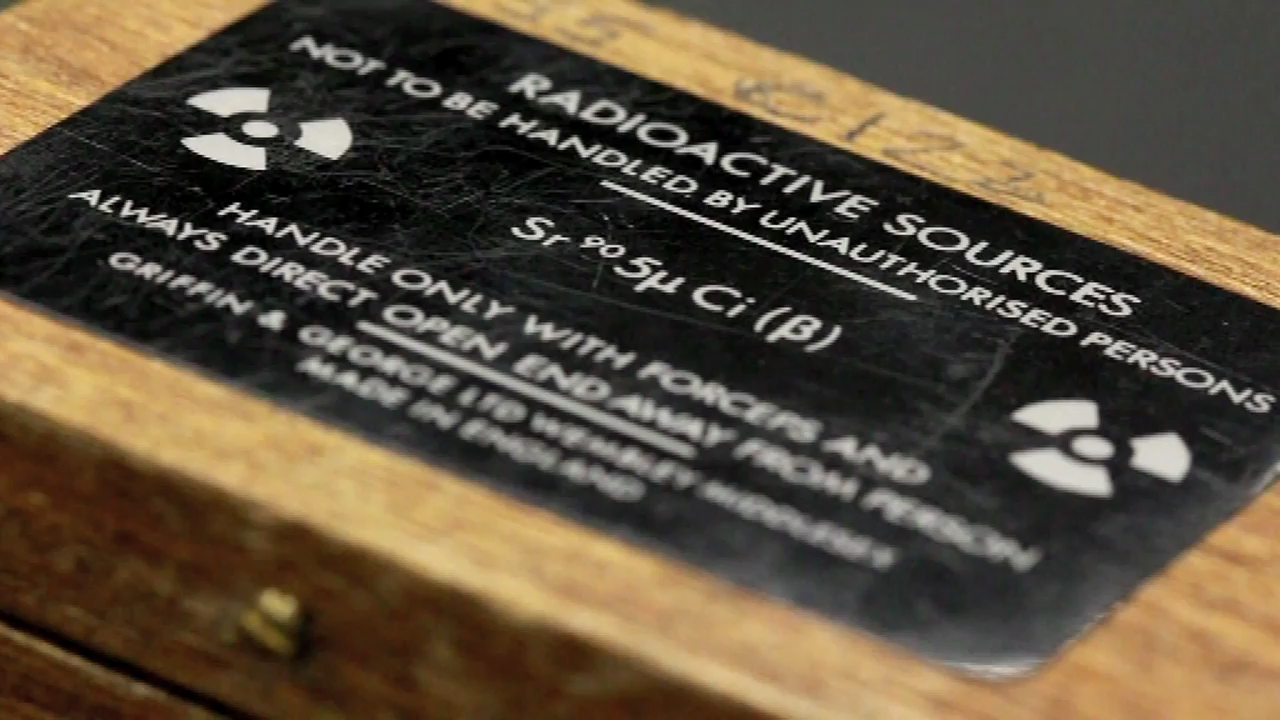 RADIOACTIVE SOURCES
NOT TO BE HANDLED BY UNAUTHORISED PERSONS
Sr 90 5µ Ci (β)
HANDLE ONLY WITH FORCEPS AND
ALWAYS DIRECT OPEN END AWAY FROM PERSON
GRIFFIN & GEORGE LTD WEMBLEY MIDDLESEX
MADE IN ENGLAND